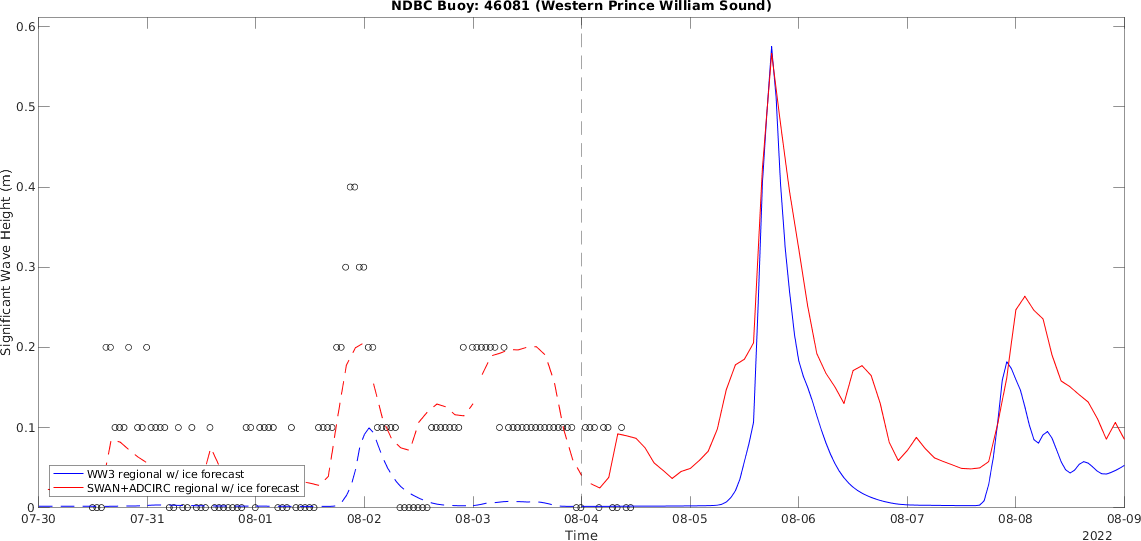 NDBC Buoy: 46081 (Western Prince William Sound)
0.6
0.5
0.4
0.3
0.2
0.1
0
Significant Wave Height (m)
WW3 regional w/ ice forecast
SWAN+ADCIRC regional w/ ice forecast
07-30 07-31 08-01 08-02 08-03 08-04 08-05 08-06 08-07 08-08 08-09
Time
2022